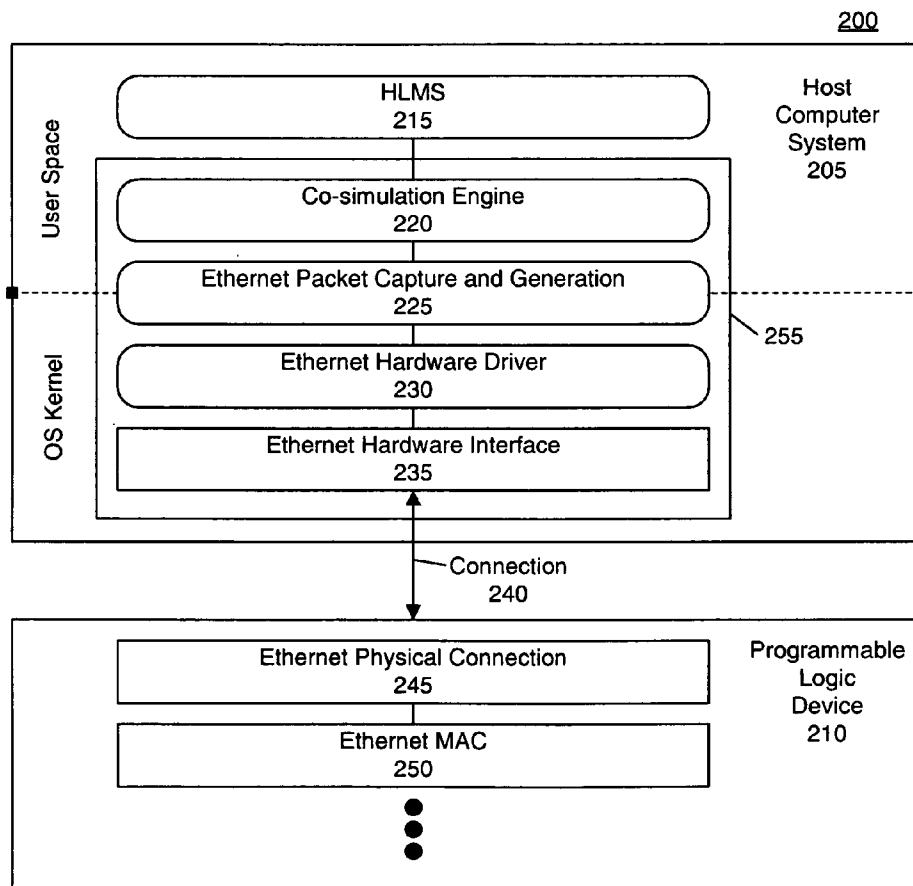 200
HLMS
215
Host
Computer
System
205
User Space
Co-simulation Engine
220
Ethernet Packet Capture and Generation
225
255
OS Kernel
Ethernet Hardware Driver
230
Ethernet Hardware Interface
235
Connection
240
Ethernet Physical Connection
245
Programmable
Logic
Device
210
Ethernet MAC
250